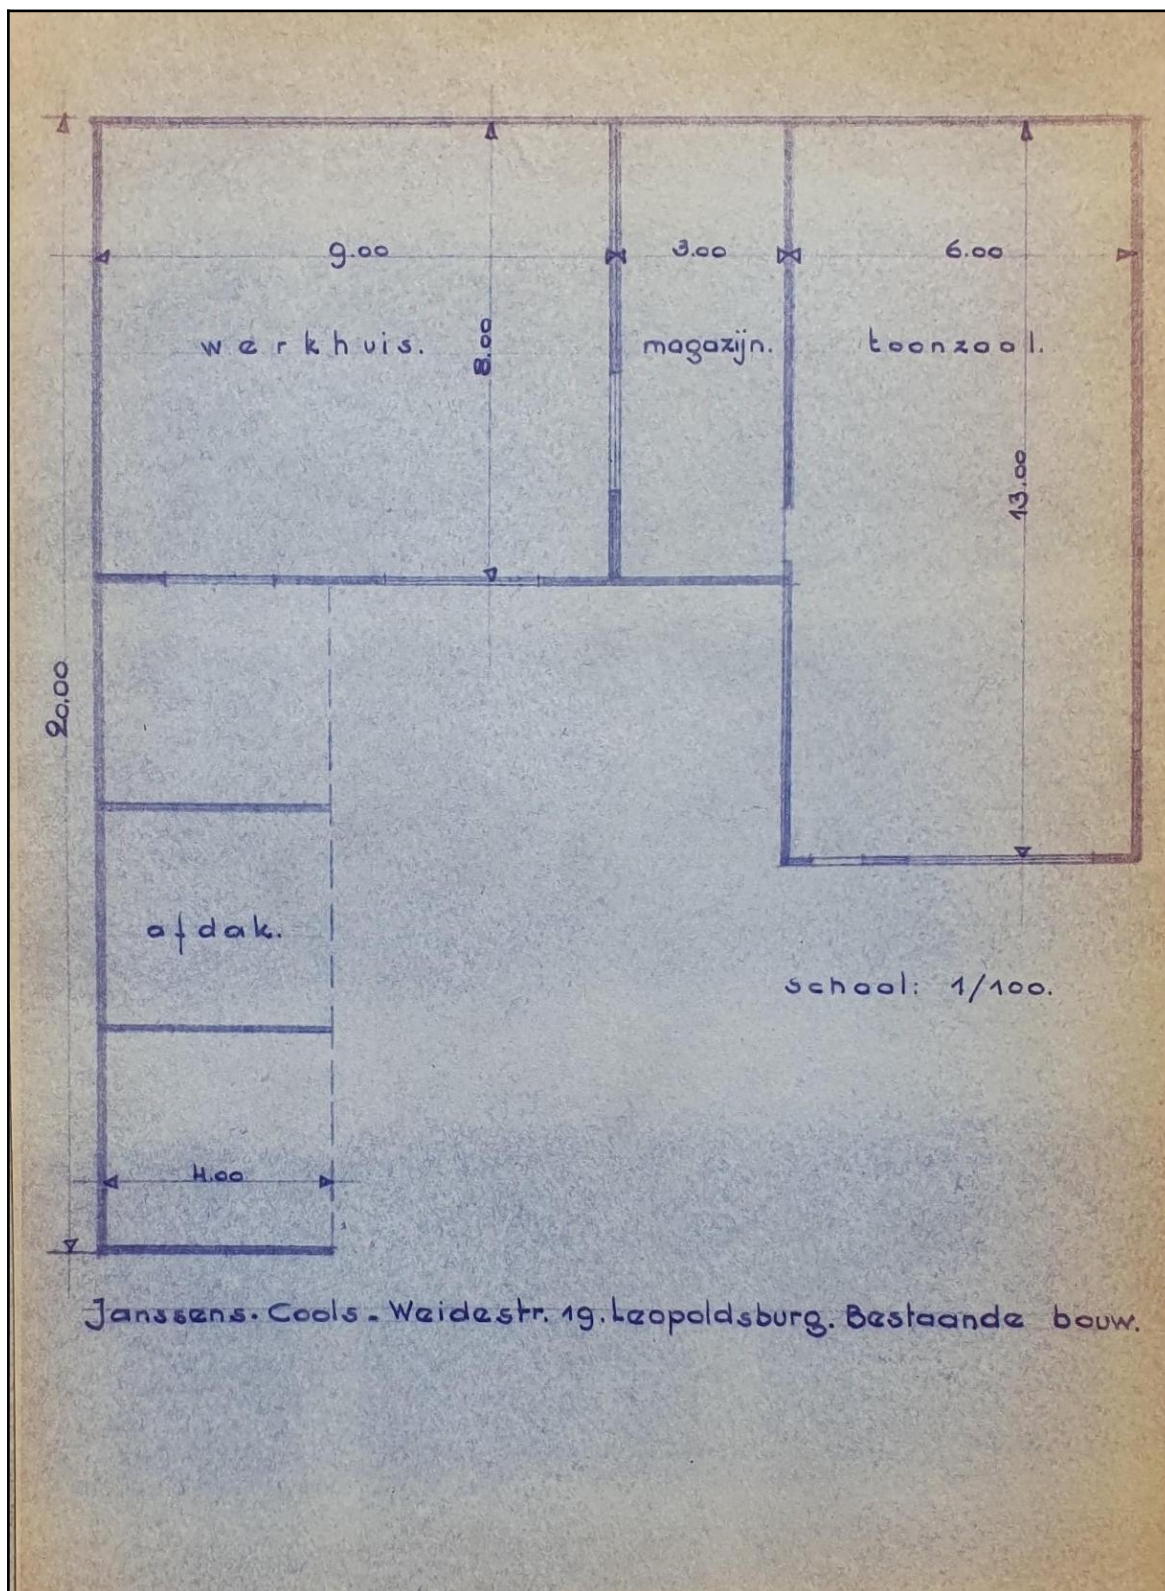 9.00
3.00
6.00
werkhuis.
8.00
magazijn.
toonzaal.
13.00
20.00
afdak.
schaal: 1/100.
4.00
Janssens. Cools - Weidestr. 19. Leopoldsburg. Bestaande bouw.